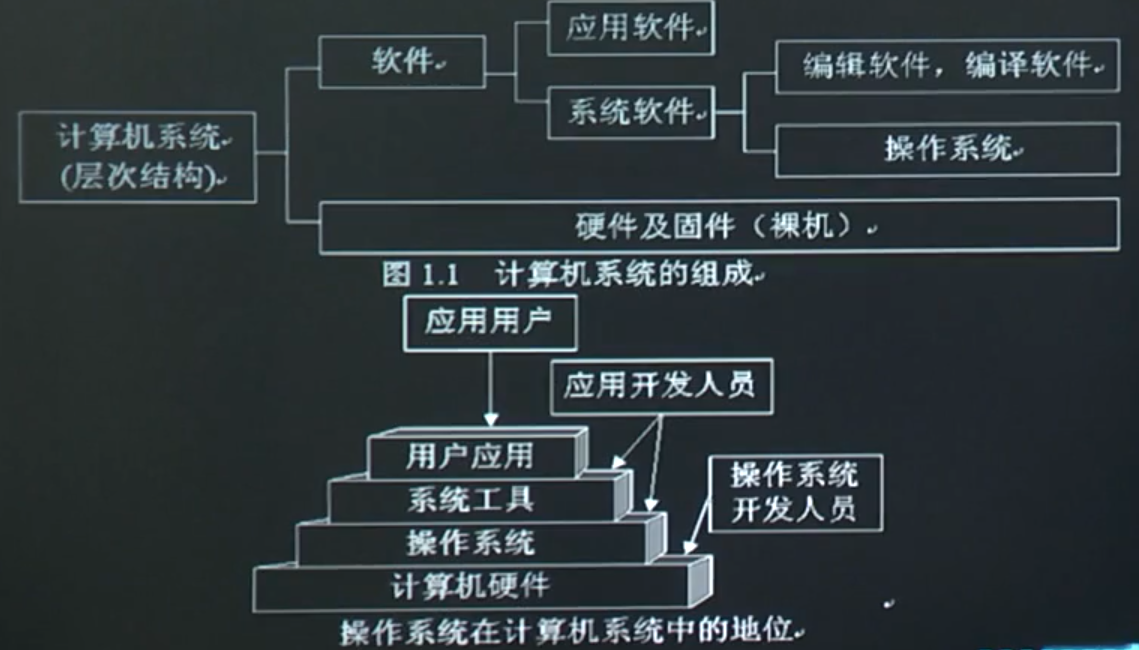 应用软件
软件
编辑软件，编译软件
系统软件
计算机系统
(层次结构)
操作系统
硬件及固件（裸机）
图 1.1 计算机系统的组成
应用用户
应用开发人员
用户应用
操作系统
开发人员
系统工具
操作系统
计算机硬件
操作系统在计算机系统中的地位